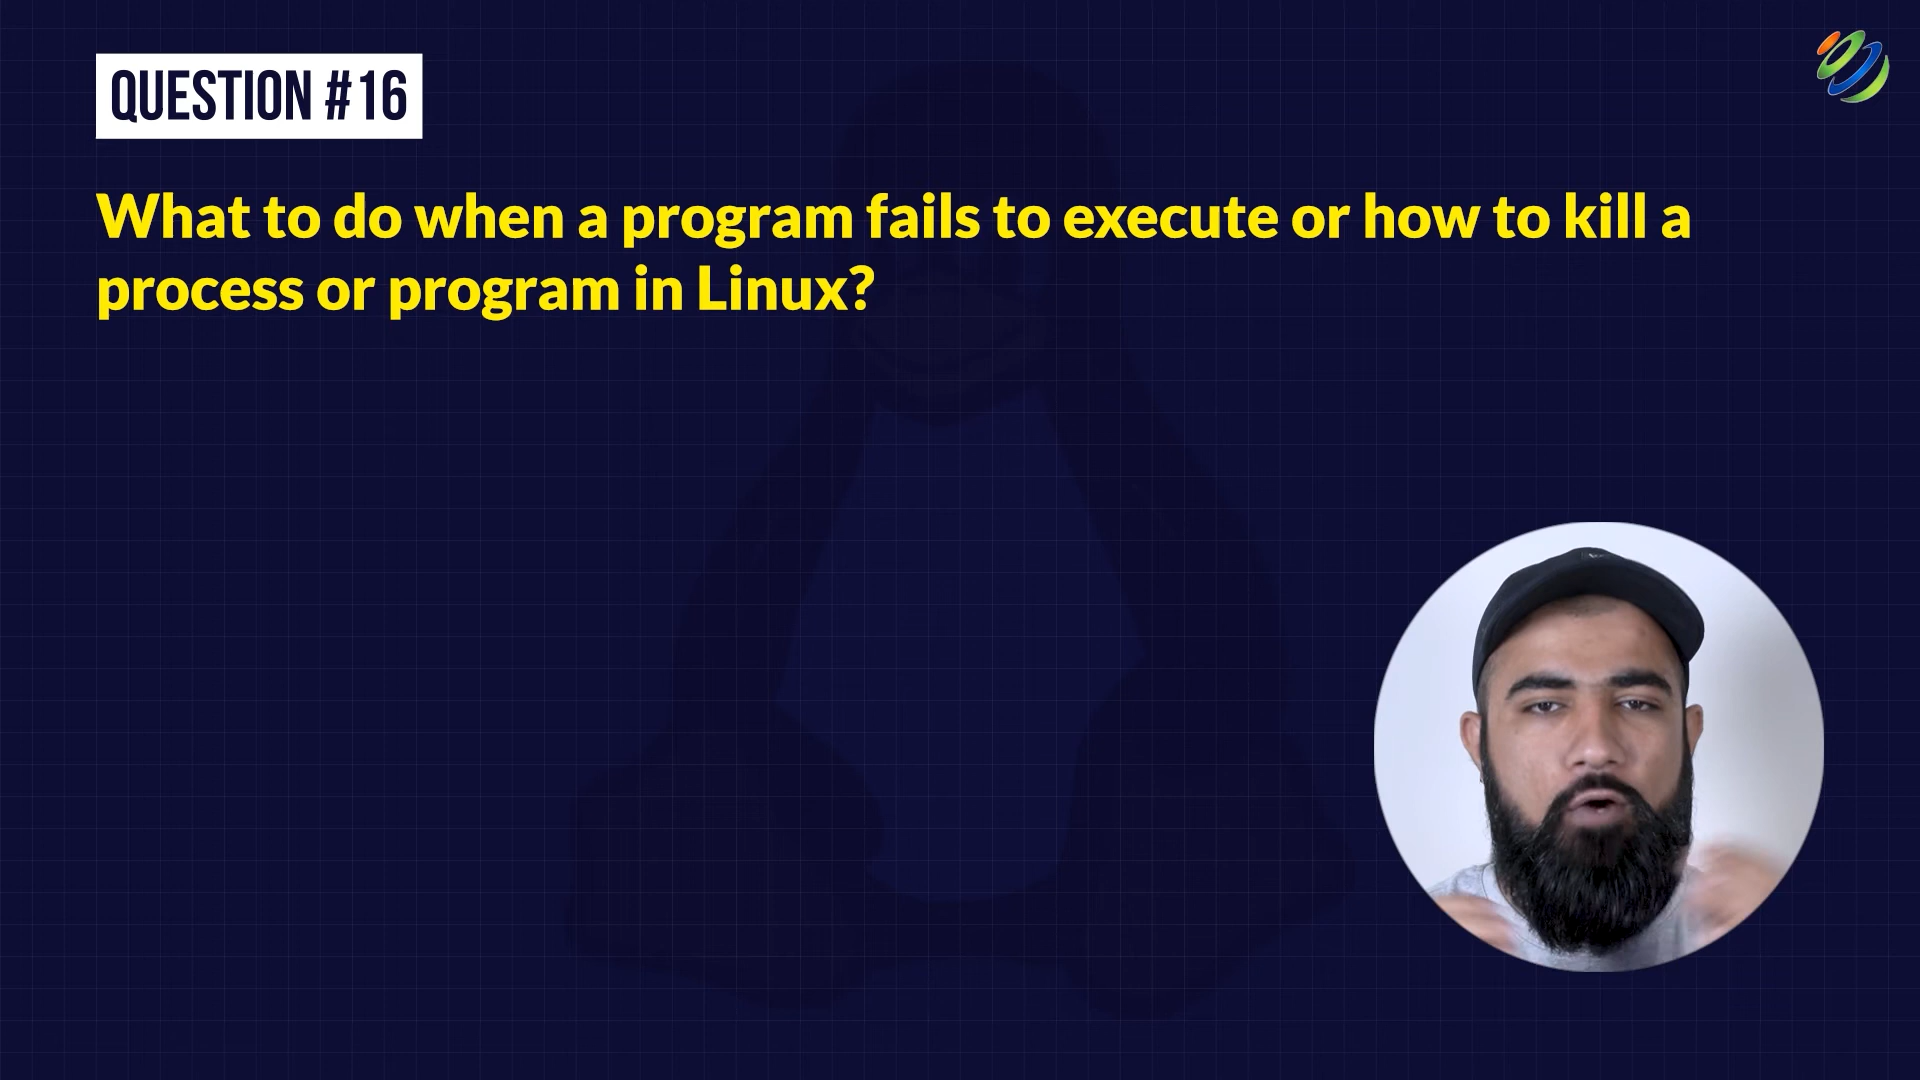 QUESTION #16
What to do when a program fails to execute or how to kill a
process or program in Linux?